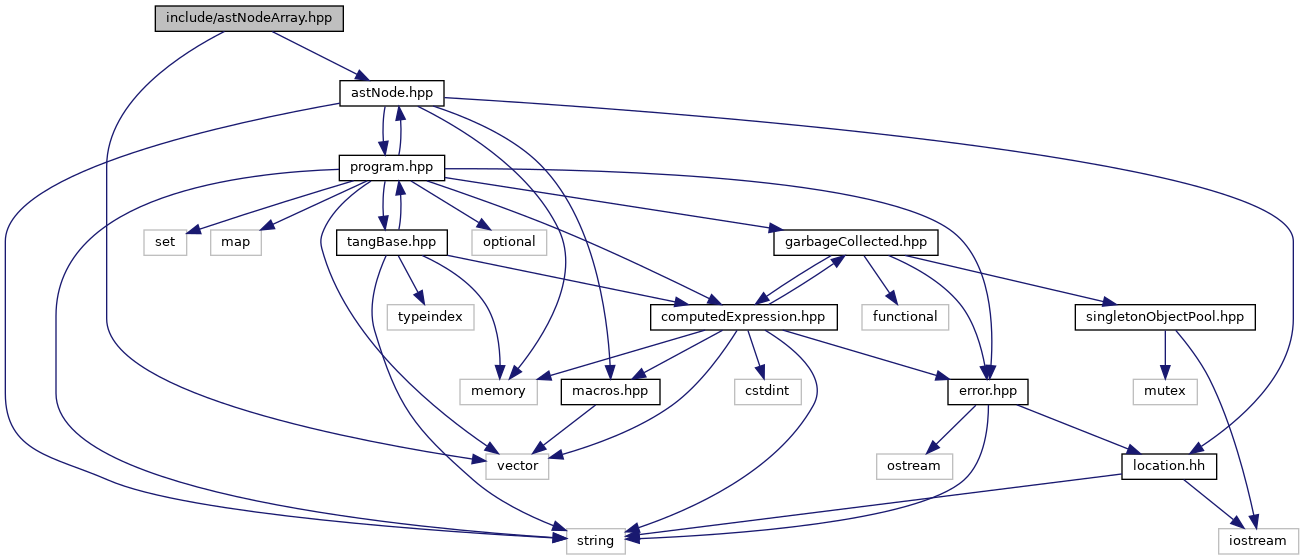 include/astNodeArray.hpp
astNode.hpp
program.hpp
set
map
tangBase.hpp
optional
garbageCollected.hpp
typeindex
computedExpression.hpp
functional
singletonObjectPool.hpp
memory
macros.hpp
cstdint
error.hpp
mutex
vector
ostream
location.hh
string
iostream